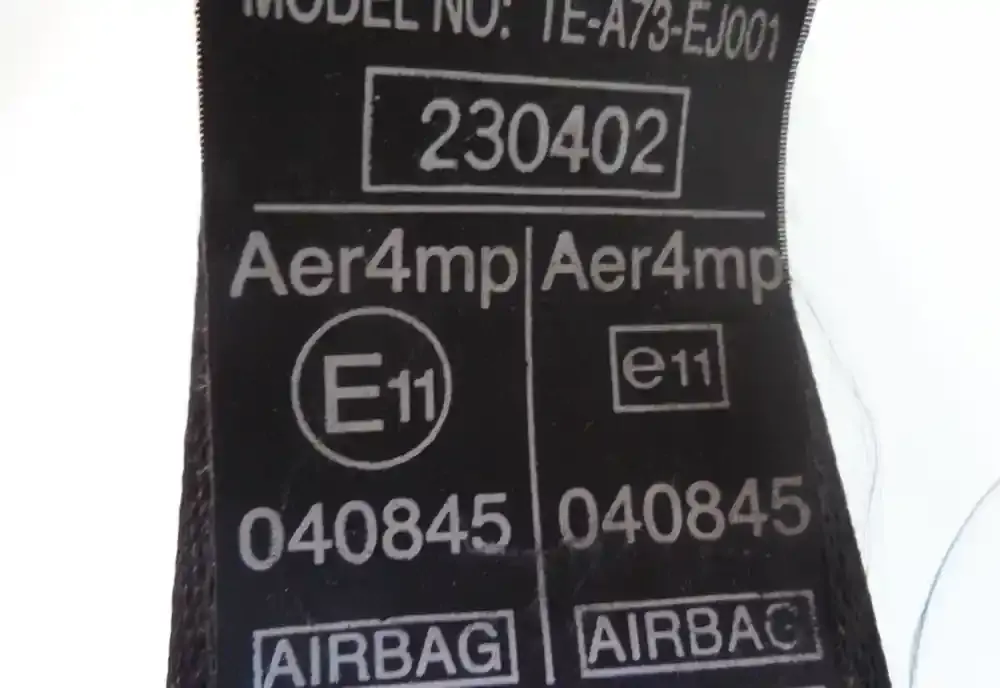 MODEL NO: TE-A73-EJ001
230402
Aer4mp Aer4mp
E11 e11
040845 040845
AIRBAG AIRBAG